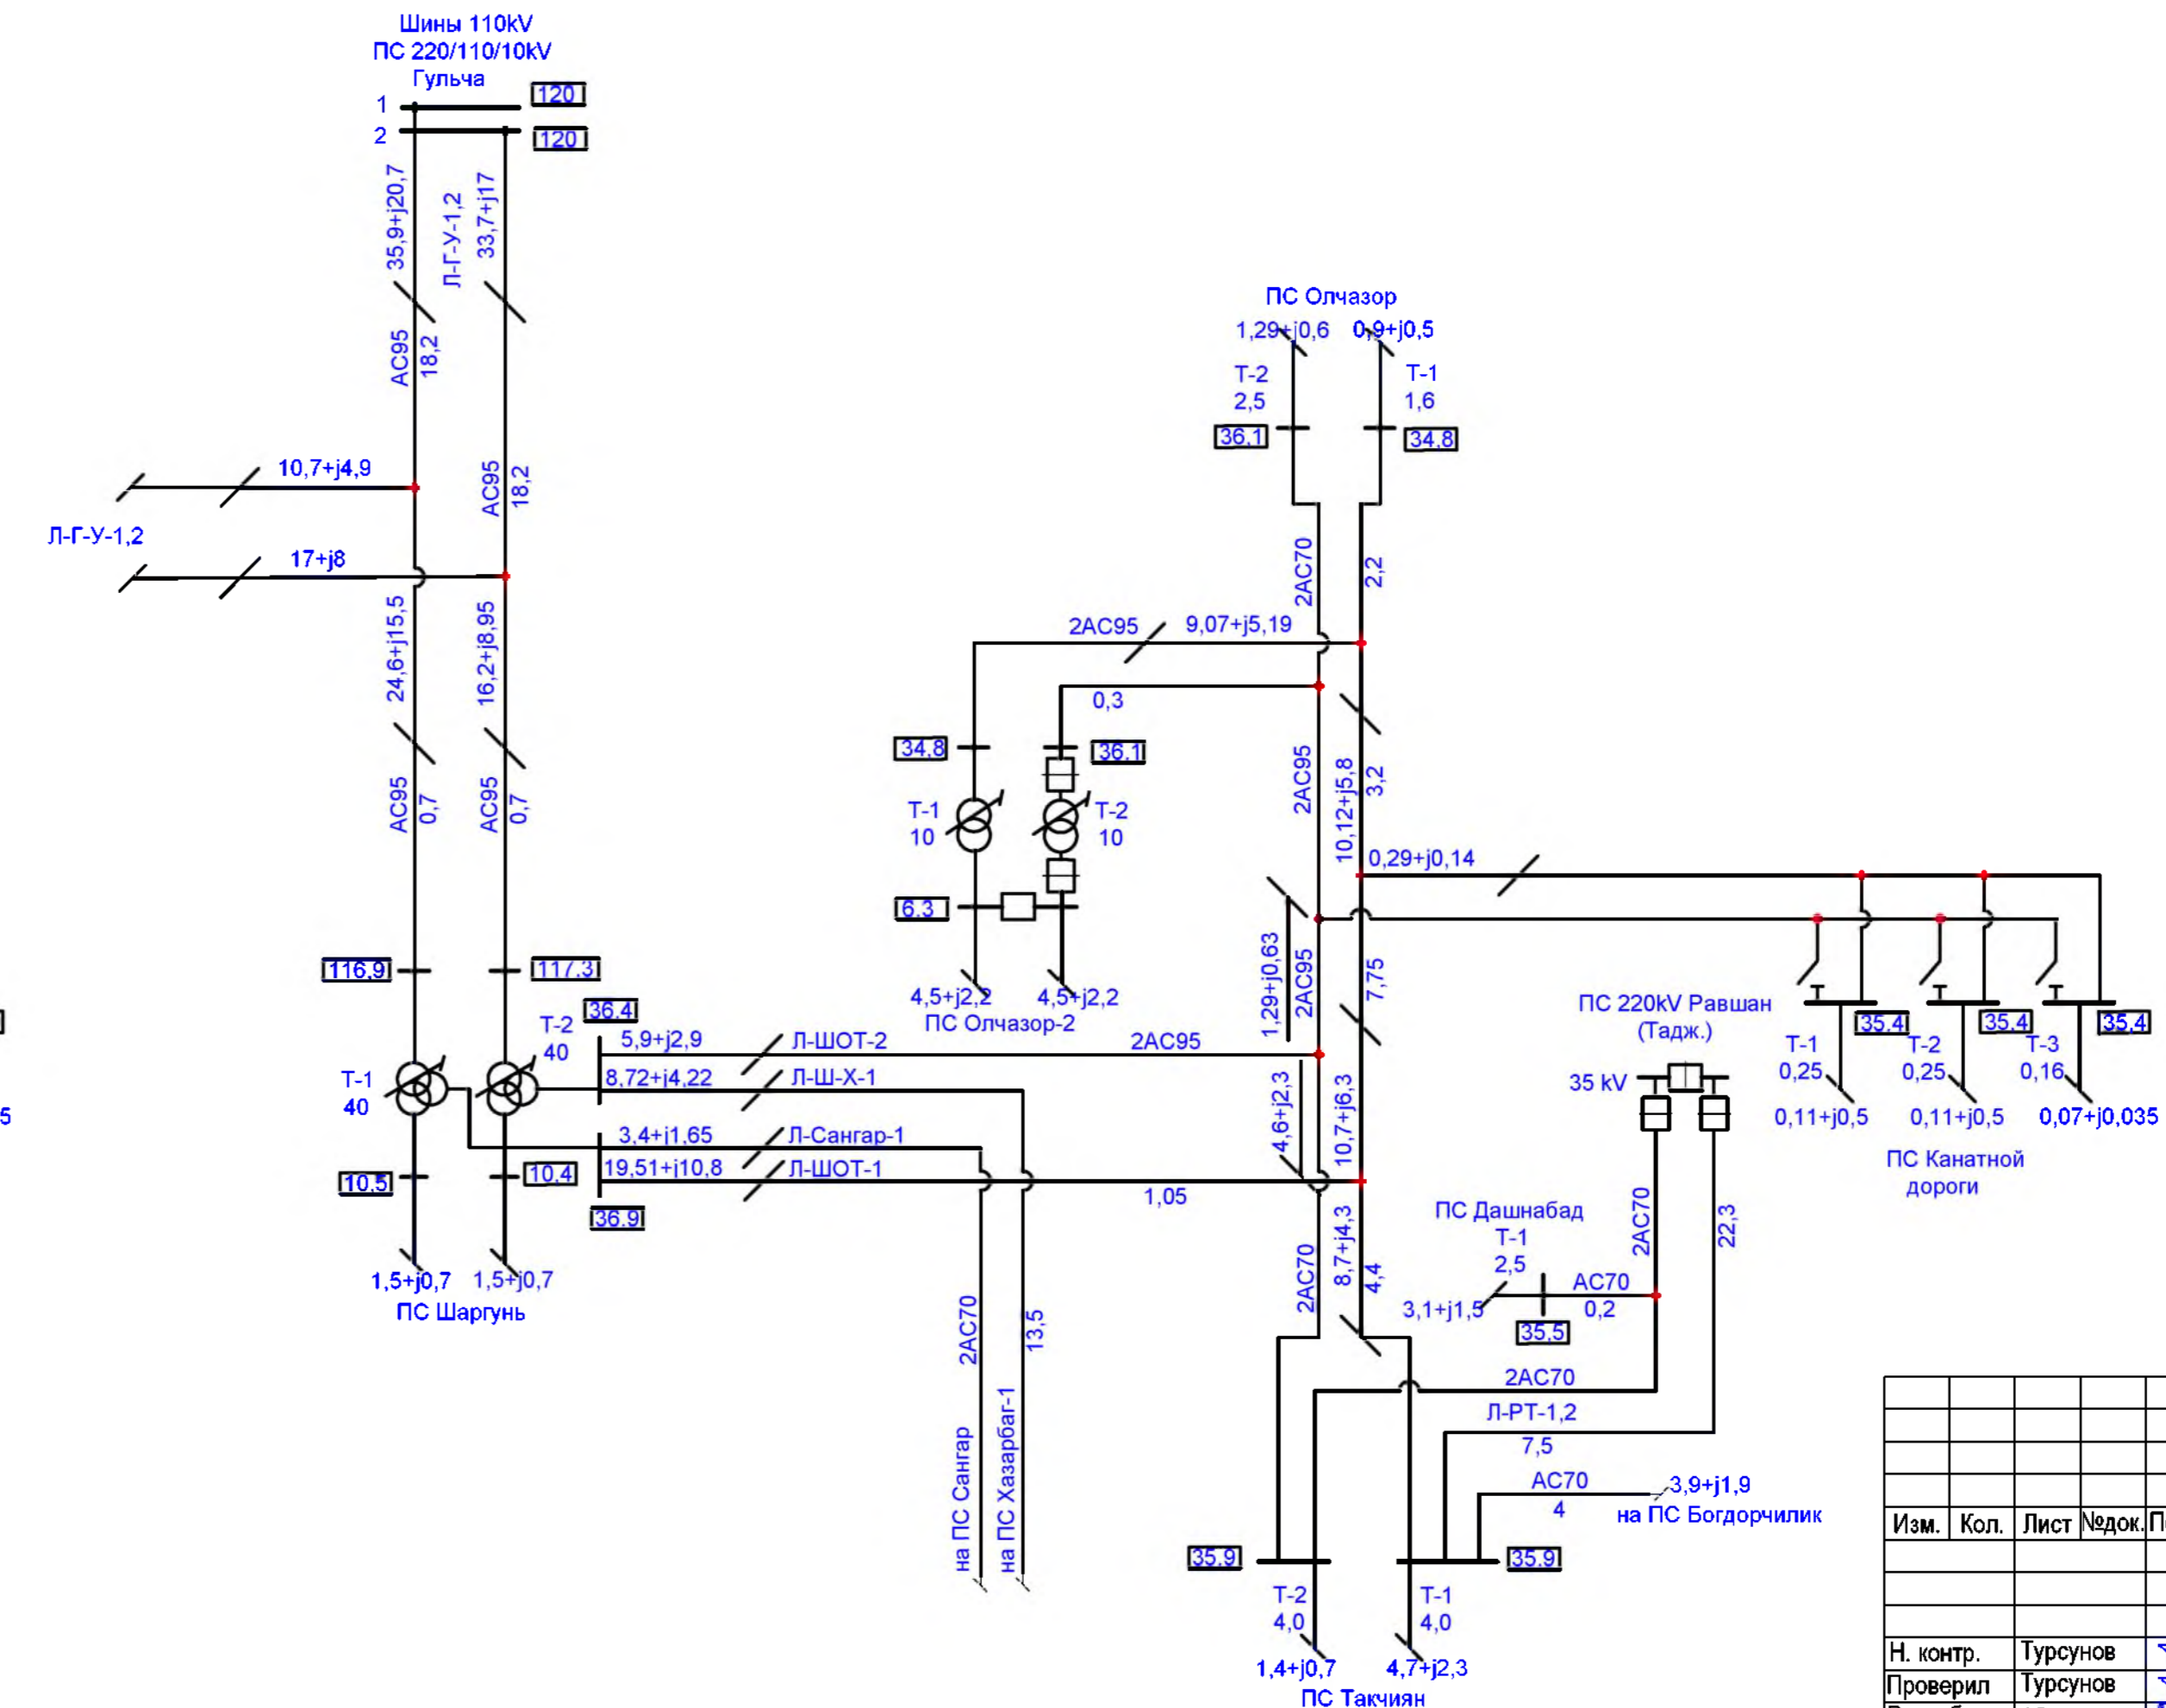 Шины 110kV
ПС 220/110/10kV
Гульча
1
120
2
120
35,9+j20,7
Л-Г-У-1,2
33,7+j17
АС95
18,2
АС95
18,2
10,7+j4,9
Л-Г-У-1,2
17+j8
24,6+j15,5
16,2+j8,95
АС95
0,7
АС95
0,7
116,9
117.3
36.4
Т-2
40
Т-1
40
5,9+j2,9
Л-ШОТ-2
2АС95
8,72+j4,22
Л-Ш-Х-1
3,4+j1,65
Л-Сангар-1
19,51+j10,8
Л-ШОТ-1
1,05
10,5
10,4
36.9
1,5+j0,7
1,5+j0,7
ПС Шаргунь
5
2АС70
13,5
на ПС Сангар
на ПС Хазарбаг-1
ПС Олчазор
1,29+j0,6
0,9+j0,5
Т-2
2,5
Т-1
1,6
36,1
34,8
2АС70
2,2
2АС95
9,07+j5,19
0,3
34,8
36.1
Т-1
10
Т-2
10
6.3
4,5+j2,2
4,5+j2,2
ПС Олчазор-2
2АС95
10,12+j5,8
3,2
0,29+j0,14
1,29+j0,63
2АС95
7,75
4,6+j2,3
10,7+j6,3
2АС70
8,7+j4,3
4,4
ПС 220kV Равшан
(Тадж.)
35 kV
35.4
35.4
35,4
Т-1
0,25
Т-2
0,25
Т-3
0,16
0,11+j0,5
0,11+j0,5
0,07+j0,035
ПС Канатной
дороги
ПС Дашнабад
Т-1
2,5
3,1+j1,5
АС70
0,2
35,5
2АС70
22,3
2АС70
Л-РТ-1,2
7,5
АС70
4
3,9+j1,9
на ПС Богдорчилик
35.9
35.9
Т-2
4,0
Т-1
4,0
1,4+j0,7
4,7+j2,3
ПС Такчиян
Изм. Кол. Лист №док.
Н. контр. Турсунов
Проверил Турсунов